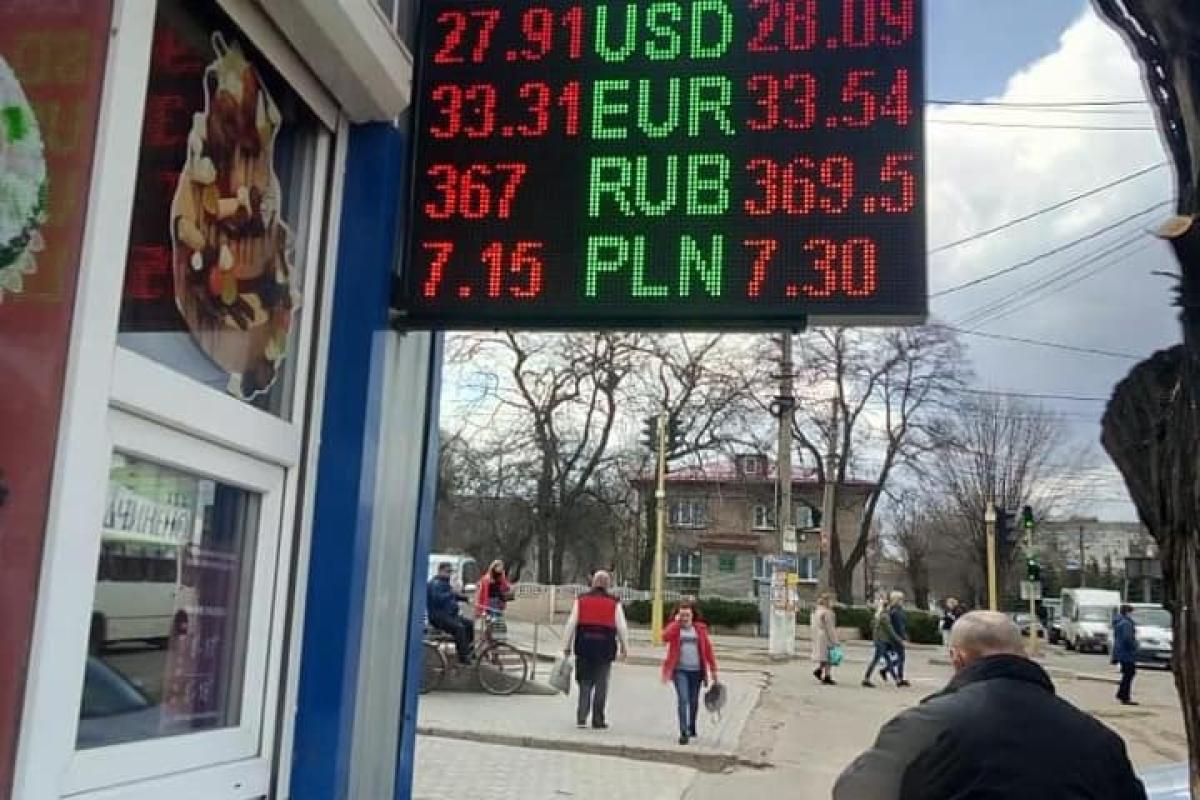 27.91 USD 28.09
33.31 EUR 33.54
367 RUB 369.5
7.15 PLN 7.30